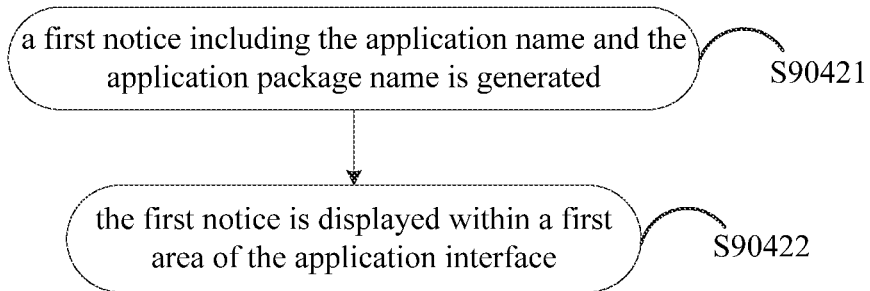 a first notice including the application name and the
application package name is generated
S90421
the first notice is displayed within a first
area of the application interface
S90422